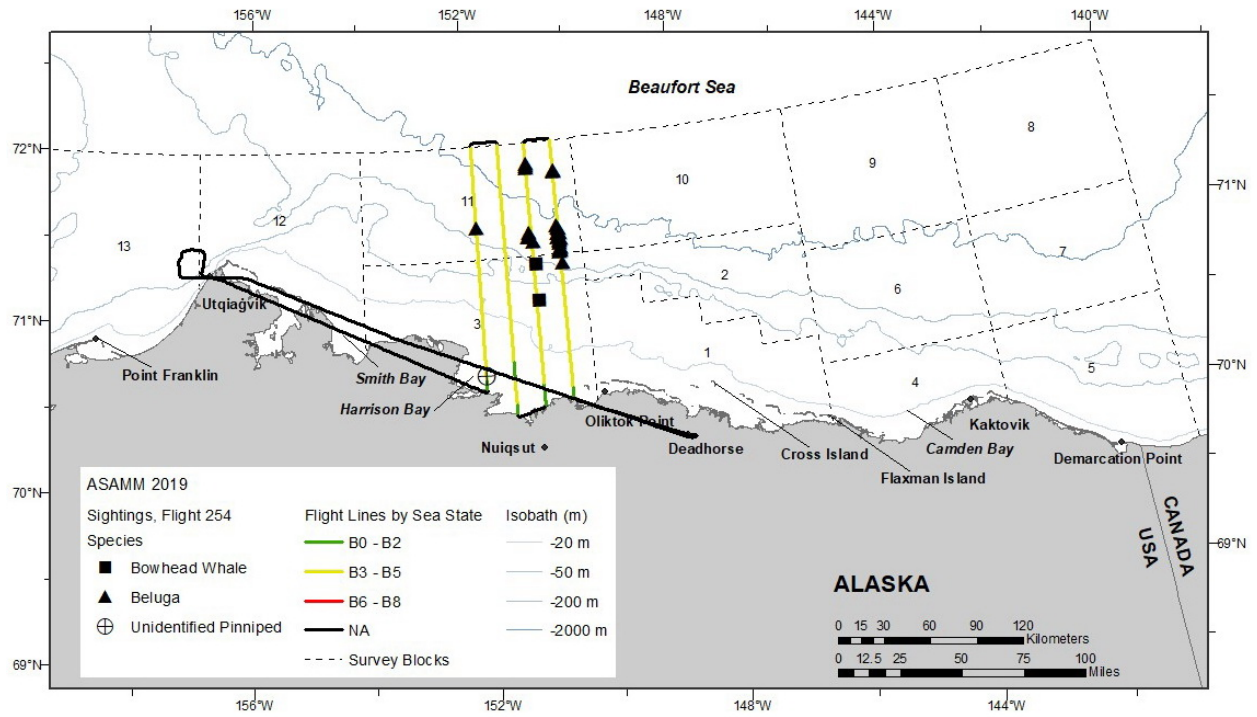 156°W 152°W 148°W 144°W 140°W
Beaufort Sea
8
72°N
9
71°N
10
11
12
13
7
2
6
Utqiaġvik
71°N
3
1
70°N
Point Franklin
Smith Bay
5
4
Harrison Bay
Oliktok Point
Kaktovik
Nuiqsut
Deadhorse
Camden Bay
Cross Island
Demarcation Point
Flaxman Island
70°N
ASAMM 2019
Sightings, Flight 254
Flight Lines by Sea State
Isobath (m)
Species
B0 - B2
-20 m
Bowhead Whale
B3 - B5
-50 m
Beluga
B6 - B8
-200 m
Unidentified Pinniped
NA
-2000 m
Survey Blocks
CANADA
USA
69°N
ALASKA
0 15 30 60 90 120
Kilometers
0 12.5 25 50 75 100
Miles
69°N
156°W 152°W 148°W 144°W